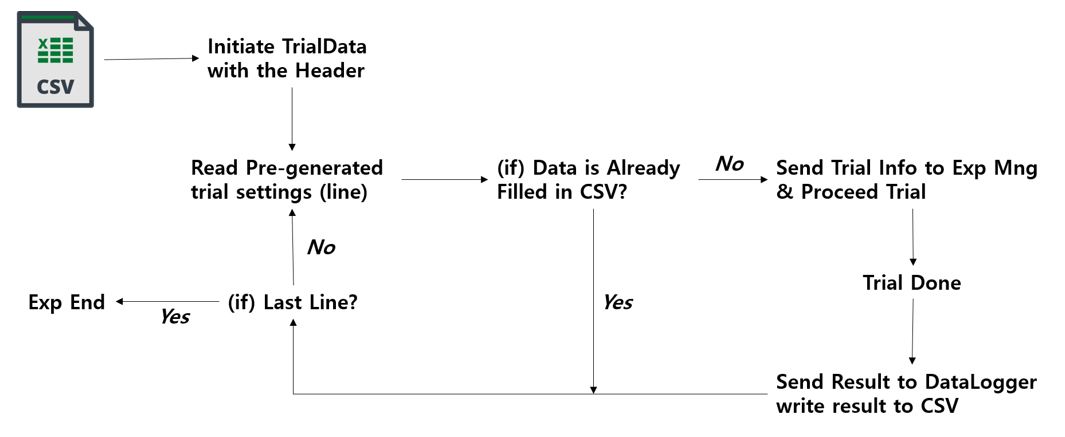 X
CSV
Initiate TrialData
with the Header
Read Pre-generated
trial settings (line)
(if) Data is Already
Filled in CSV?
No
Send Trial Info to Exp Mng
& Proceed Trial
No
Trial Done
Exp End
Yes
(if) Last Line?
Yes
Send Result to DataLogger
write result to CSV